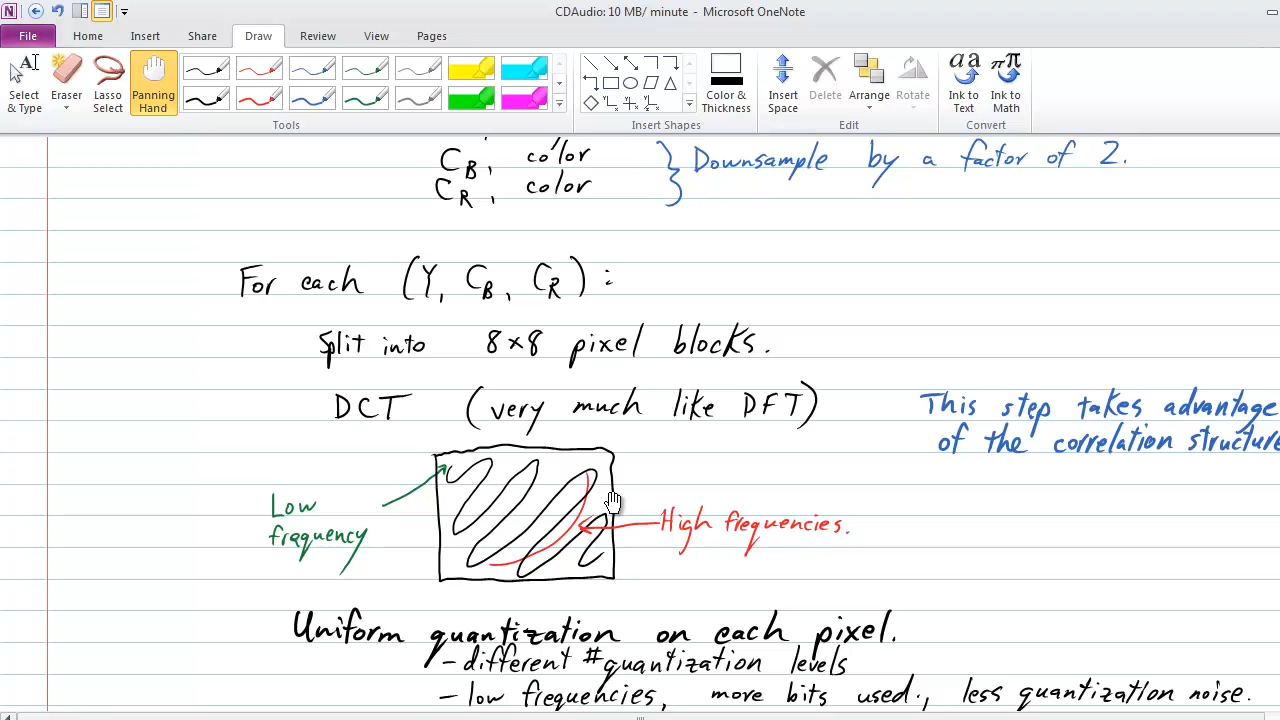 CDAudio: 10 MB/ minute - Microsoft OneNote
File Home Insert Share Draw Review View Pages
Select & Type
Eraser
Lasso Select
Panning Hand
Color & Thickness
Insert Space
Delete
Arrange
Rotate
Ink to Text
Ink to Math
Tools Insert Shapes Edit Convert
CB, color
CR, color
} Downsample by a factor of 2.
For each (Y, CB, CR) :
Split into 8×8 pixel blocks.
DCT (very much like DFT)
This step takes advantage
of the correlation structure
Low
frequency
High frequencies.
Uniform quantization on each pixel.
- different # quantization levels
- low frequencies, more bits used, less quantization noise.